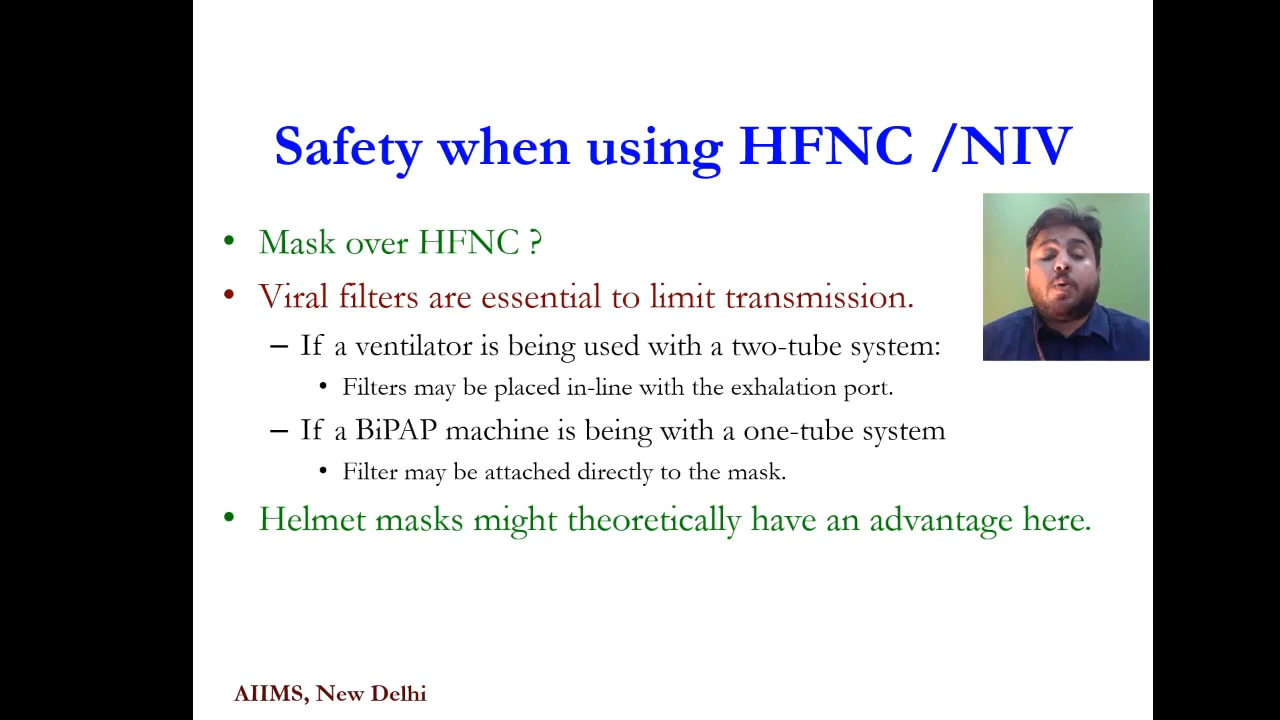 Safety when using HFNC /NIV
• Mask over HFNC ?
• Viral filters are essential to limit transmission.
– If a ventilator is being used with a two-tube system:
• Filters may be placed in-line with the exhalation port.
– If a BiPAP machine is being with a one-tube system
• Filter may be attached directly to the mask.
• Helmet masks might theoretically have an advantage here.
AIIMS, New Delhi